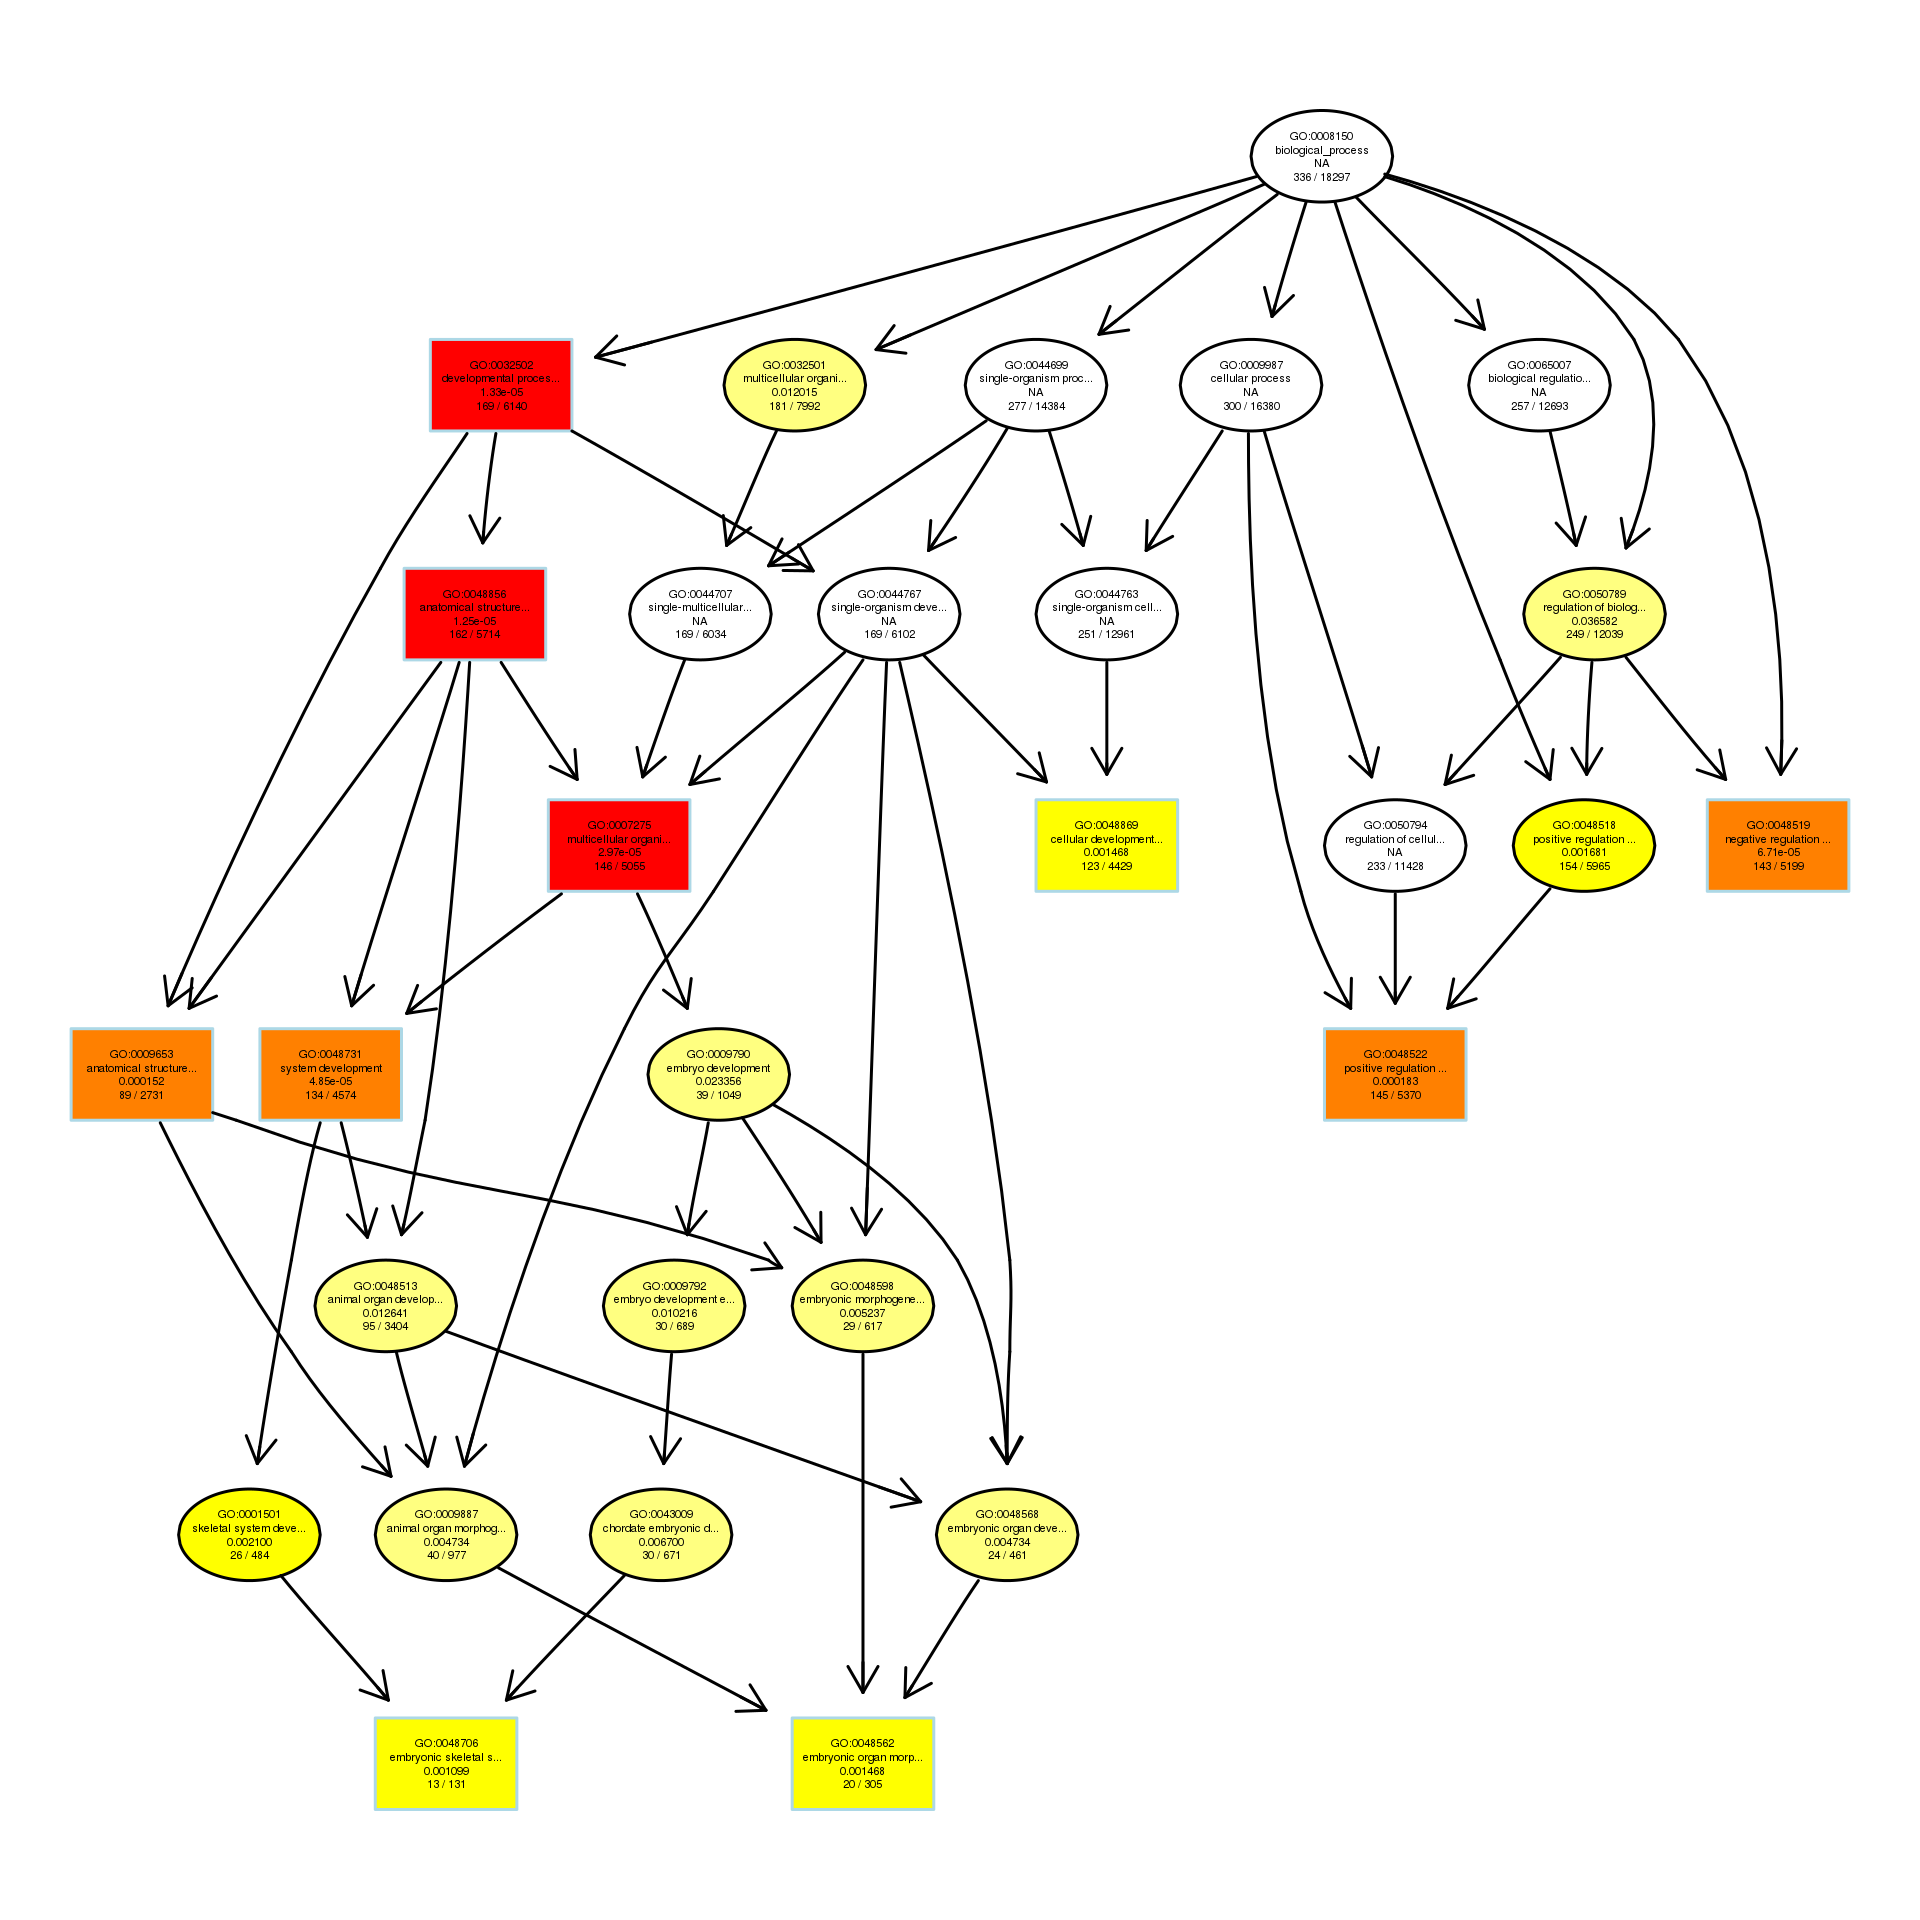 GO:0008150
biological_process
NA
336 / 18297
GO:0032502
developmental proces...
1.33e-05
169 / 6140
GO:0032501
multicellular organi...
0.012015
181 / 7992
GO:0044699
single-organism proc...
NA
277 / 14384
GO:0009987
cellular process
NA
300 / 16380
GO:0065007
biological regulatio...
NA
257 / 12693
GO:0048856
anatomical structure...
1.25e-05
162 / 5714
GO:0044707
single-multicellular...
NA
169 / 6034
GO:0044767
single-organism deve...
NA
169 / 6102
GO:0044763
single-organism cell...
NA
251 / 12961
GO:0050789
regulation of biolog...
0.036582
249 / 12039
GO:0007275
multicellular organi...
2.97e-05
146 / 5055
GO:0048869
cellular development...
0.001468
123 / 4429
GO:0050794
regulation of cellul...
NA
233 / 11428
GO:0048518
positive regulation ...
0.001681
154 / 5965
GO:0048519
negative regulation ...
6.71e-05
143 / 5199
GO:0009653
anatomical structure...
0.000152
89 / 2731
GO:0048731
system development
4.85e-05
134 / 4574
GO:0009790
embryo development
0.023356
39 / 1049
GO:0048522
positive regulation ...
0.000183
145 / 5370
GO:0048513
animal organ develop...
0.012641
95 / 3404
GO:0009792
embryo development e...
0.010216
30 / 689
GO:0048598
embryonic morphogene...
0.005237
29 / 617
GO:0001501
skeletal system deve...
0.002100
26 / 484
GO:0009887
animal organ morphog...
0.004734
40 / 977
GO:0043009
chordate embryonic d...
0.006700
30 / 671
GO:0048568
embryonic organ deve...
0.004734
24 / 461
GO:0048706
embryonic skeletal s...
0.001099
13 / 131
GO:0048562
embryonic organ morp...
0.001468
20 / 305